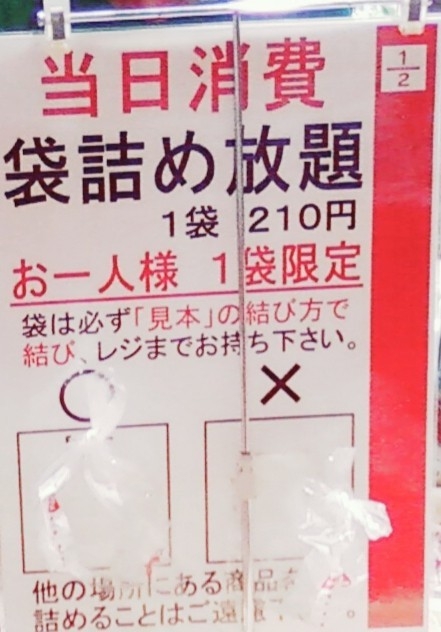 当日消費
1/2
袋詰め放題
1袋 210円
お一人様 1袋限定
袋は必ず「見本」の結び方で
結び、レジまでお持ち下さい。
○ ×
他の場所にある商品を
詰めることはご遠慮下さい。